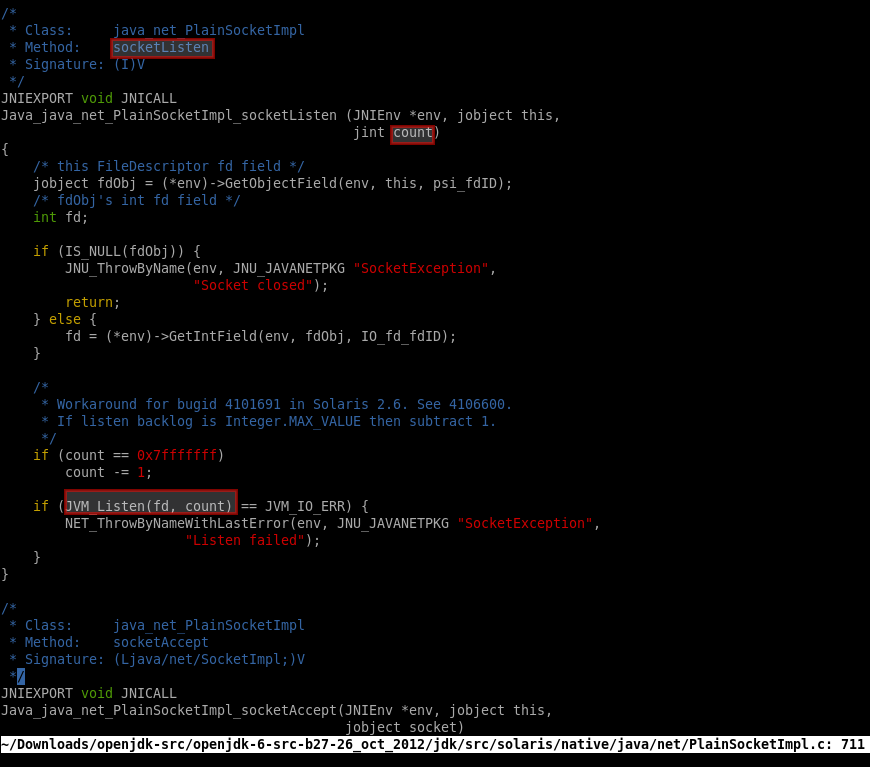 /*
 * Class:     java_net_PlainSocketImpl
 * Method:    socketListen
 * Signature: (I)V
 */
JNIEXPORT void JNICALL
Java_java_net_PlainSocketImpl_socketListen (JNIEnv *env, jobject this,
                                            jint count)
{
    /* this FileDescriptor fd field */
    jobject fdObj = (*env)->GetObjectField(env, this, psi_fdID);
    /* fdObj's int fd field */
    int fd;

    if (IS_NULL(fdObj)) {
        JNU_ThrowByName(env, JNU_JAVANETPKG "SocketException",
                        "Socket closed");
        return;
    } else {
        fd = (*env)->GetIntField(env, fdObj, IO_fd_fdID);
    }

    /*
     * Workaround for bugid 4101691 in Solaris 2.6. See 4106600.
     * If listen backlog is Integer.MAX_VALUE then subtract 1.
     */
    if (count == 0x7fffffff)
        count -= 1;

    if (JVM_Listen(fd, count) == JVM_IO_ERR) {
        NET_ThrowByNameWithLastError(env, JNU_JAVANETPKG "SocketException",
                       "Listen failed");
    }
}

/*
 * Class:     java_net_PlainSocketImpl
 * Method:    socketAccept
 * Signature: (Ljava/net/SocketImpl;)V
 */
JNIEXPORT void JNICALL
Java_java_net_PlainSocketImpl_socketAccept(JNIEnv *env, jobject this,
                                           jobject socket)
~/Downloads/openjdk-src/openjdk-6-src-b27-26_oct_2012/jdk/src/solaris/native/java/net/PlainSocketImpl.c: 711